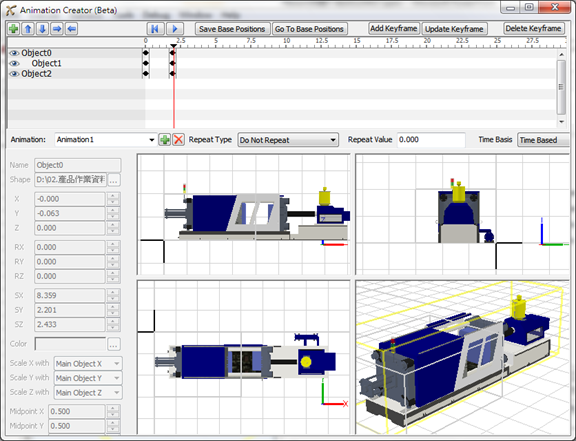 Animation Creator (Beta)
Save Base Positions Go To Base Positions Add Keyframe Update Keyframe Delete Keyframe
0 2.5 5 7.5 10 12.5 15 17.5 20 22.5 25 27.5
Object0
Object1
Object2
Animation: Animation1 Repeat Type Do Not Repeat Repeat Value 0.000 Time Basis Time Based
Name Object0
Shape D:\02.產品作業資料 ...
X -0.000
Y -0.063
Z 0.000
RX 0.000
RY 0.000
RZ 0.000
SX 8.359
SY 2.201
SZ 2.433
Color ...
Scale X with Main Object X
Scale Y with Main Object Y
Scale Z with Main Object Z
Midpoint X 0.500
Midpoint Y 0.500